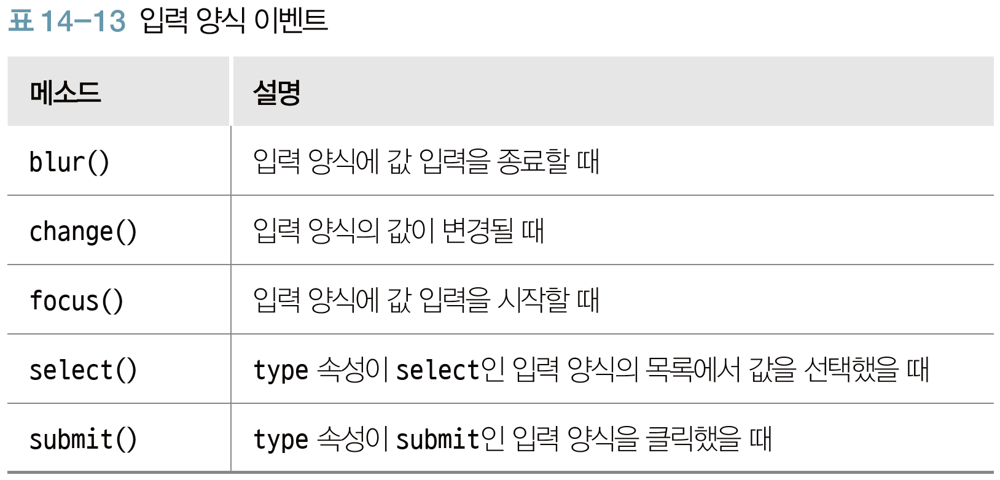 표 14-13 입력 양식 이벤트
메소드 설명
blur() 입력 양식에 값 입력을 종료할 때
change() 입력 양식의 값이 변경될 때
focus() 입력 양식에 값 입력을 시작할 때
select() type 속성이 select인 입력 양식의 목록에서 값을 선택했을 때
submit() type 속성이 submit인 입력 양식을 클릭했을 때